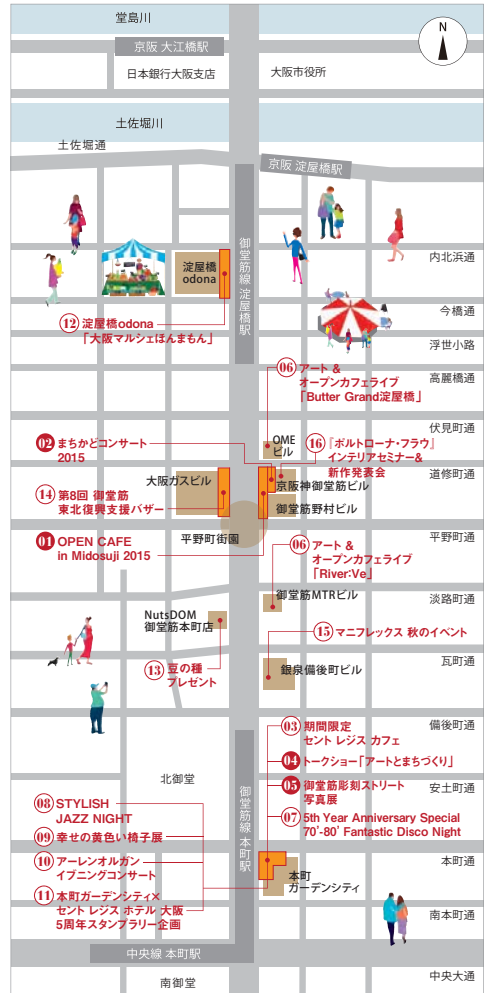 堂島川
N
京阪 大江橋駅
日本銀行大阪支店
大阪市役所
土佐堀川
土佐堀通
京阪 淀屋橋駅
御堂筋線 淀屋橋駅
内北浜通
淀屋橋
odona
今橋通
12 淀屋橋odona
「大阪マルシェほんまもん」
浮世小路
06 アート &
オープンカフェライブ
「Butter Grand淀屋橋」
高麗橋通
伏見町通
02 まちかどコンサート
2015
OME
ビル
16 『ポルトローナ・フラウ』
インテリアセミナー&
新作発表会
道修町通
大阪ガスビル
京阪神御堂筋ビル
14 第8回 御堂筋
東北復興支援バザー
御堂筋野村ビル
平野町街園
平野町通
01 OPEN CAFE
in Midosuji 2015
06 アート &
オープンカフェライブ
「River:Ve」
御堂筋MTRビル
淡路町通
NutsDOM
御堂筋本町店
15 マニフレックス 秋のイベント
瓦町通
13 豆の種
プレゼント
銀泉備後町ビル
備後町通
03 期間限定
セント レジス カフェ
04 トークショー「アートとまちづくり」
北御堂
05 御堂筋彫刻ストリート
写真展
安土町通
御堂筋線 本町駅
08 STYLISH
JAZZ NIGHT
07 5th Year Anniversary Special
70'-80' Fantastic Disco Night
09 幸せの黄色い椅子展
10 アーレンオルガン
イブニングコンサート
本町通
本町
ガーデンシティ
11 本町ガーデンシティ×
セント レジス ホテル 大阪
5周年スタンプラリー企画
南本町通
中央線 本町駅
中央大通
南御堂